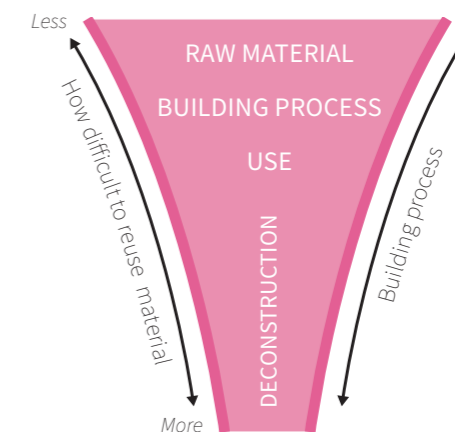 Less
RAW MATERIAL
BUILDING PROCESS
USE
DECONSTRUCTION
How difficult to reuse material
Building process
More